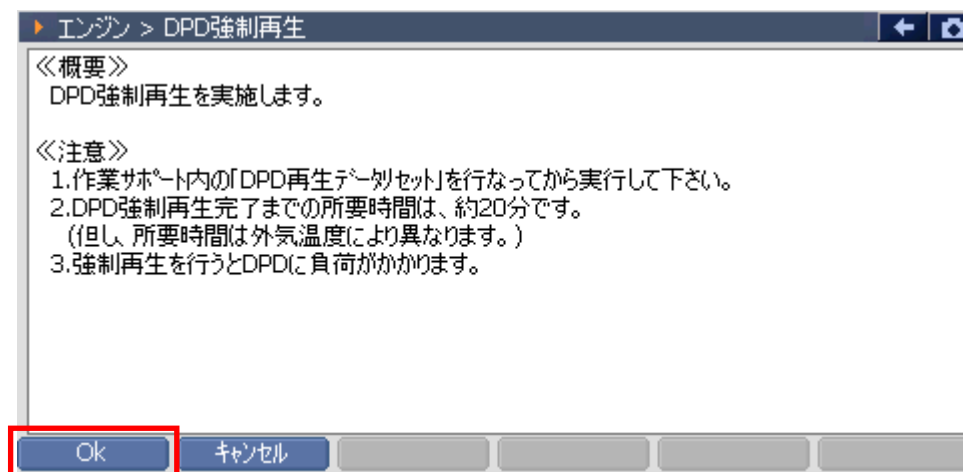 エンジン > DPD強制再生
≪概要≫
DPD強制再生を実施します。
≪注意≫
1.作業サポート内の「DPD再生データリセット」を行なってから実行して下さい。
2.DPD強制再生完了までの所要時間は、約20分です。
(但し、所要時間は外気温度により異なります。)
3.強制再生を行うとDPDに負荷がかかります。
Ok キャンセル